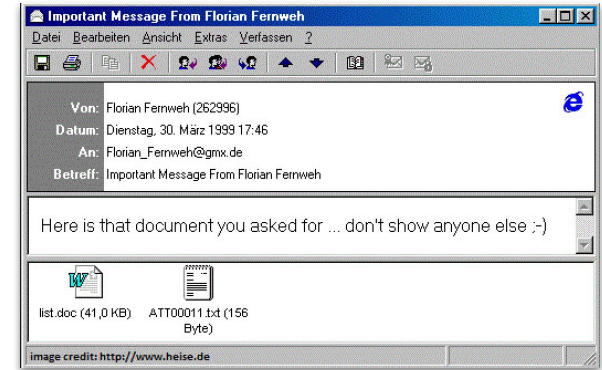 Important Message From Florian Fernweh
Datei Bearbeiten Ansicht Extras Verfassen ?
Von: Florian Fernweh (262996)
Datum: Dienstag, 30. März 1999 17:46
An: Florian_Fernweh@gmx.de
Betreff: Important Message From Florian Fernweh
Here is that document you asked for ... don't show anyone else ;-)
list.doc (41,0 KB) ATT00011.txt (156
Byte)
image credit: http://www.heise.de